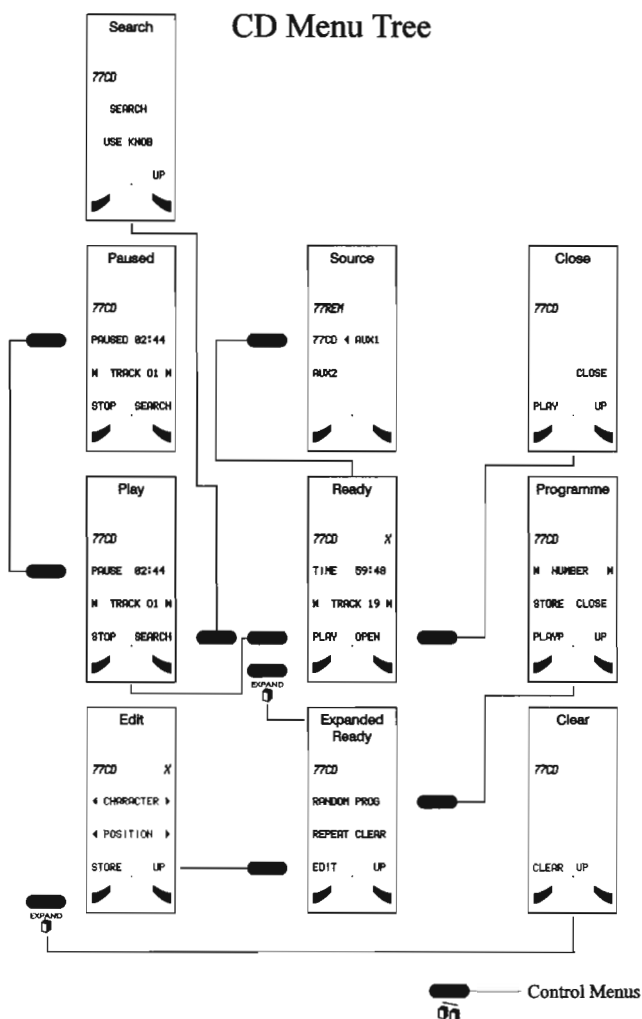 CD Menu Tree
Search
77CD
SEARCH
USE KNOB
UP
Paused
77CD
PAUSED 02:44
TRACK 01
STOP SEARCH
Source
77REM
77CD AUX1
AUX2
Close
77CD
CLOSE
PLAY UP
Play
77CD
PAUSE 02:44
TRACK 01
STOP SEARCH
Ready
77CD X
TIME 59:48
TRACK 19
PLAY OPEN
Programme
77CD
NUMBER
STORE CLOSE
PLAYP UP
EXPAND
Edit
77CD X
CHARACTER
POSITION
STORE UP
Expanded
Ready
77CD
RANDOM PROG
REPEAT CLEAR
EDIT UP
Clear
77CD
CLEAR UP
EXPAND
Control Menus